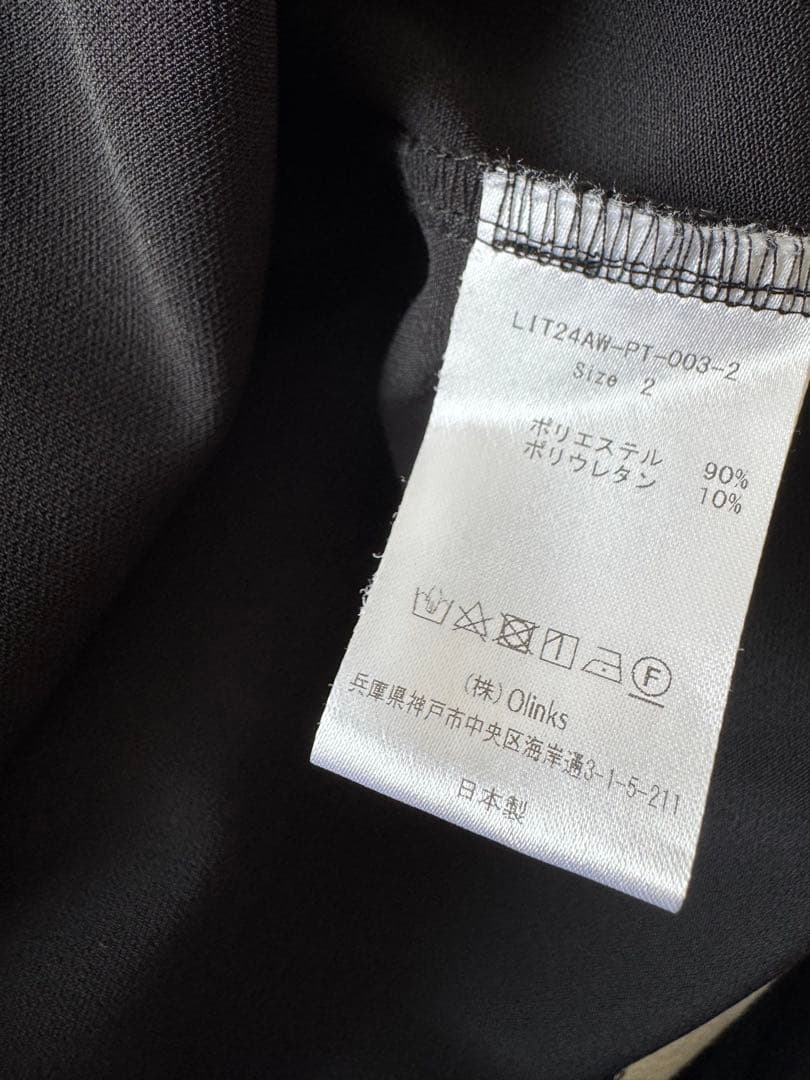 LIT24AW-PT-003-2
Size 2
ポリエステル 90%
ポリウレタン 10%
F
(株)Olinks
兵庫県神戸市中央区海岸通3-1-5-211
日本製